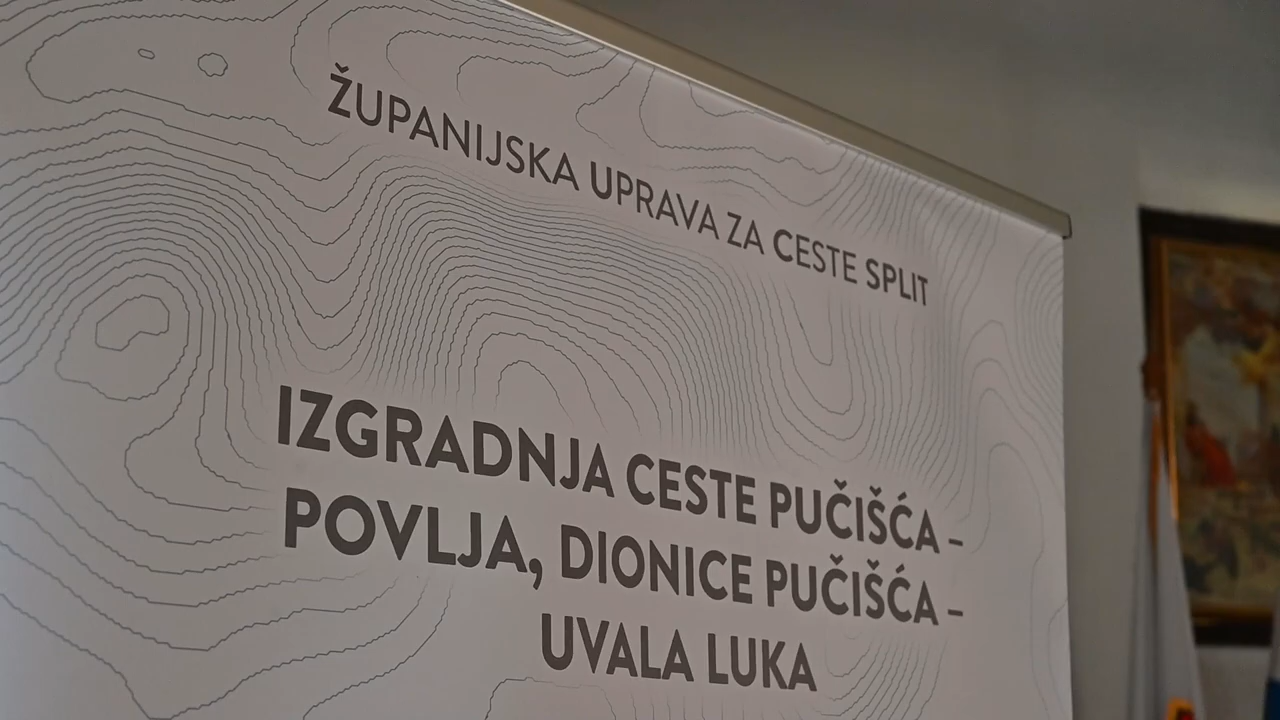 ŽUPANIJSKA UPRAVA ZA CESTE SPLIT
IZGRADNJA CESTE PUČIŠĆA –
POVLJA, DIONICE PUČIŠĆA –
UVALA LUKA